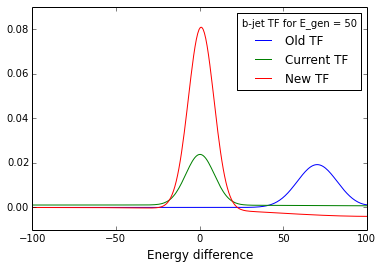 b-jet TF for E_gen = 50
Old TF
Current TF
New TF
0.08
0.06
0.04
0.02
0.00
−100
−50
0
50
100
Energy difference